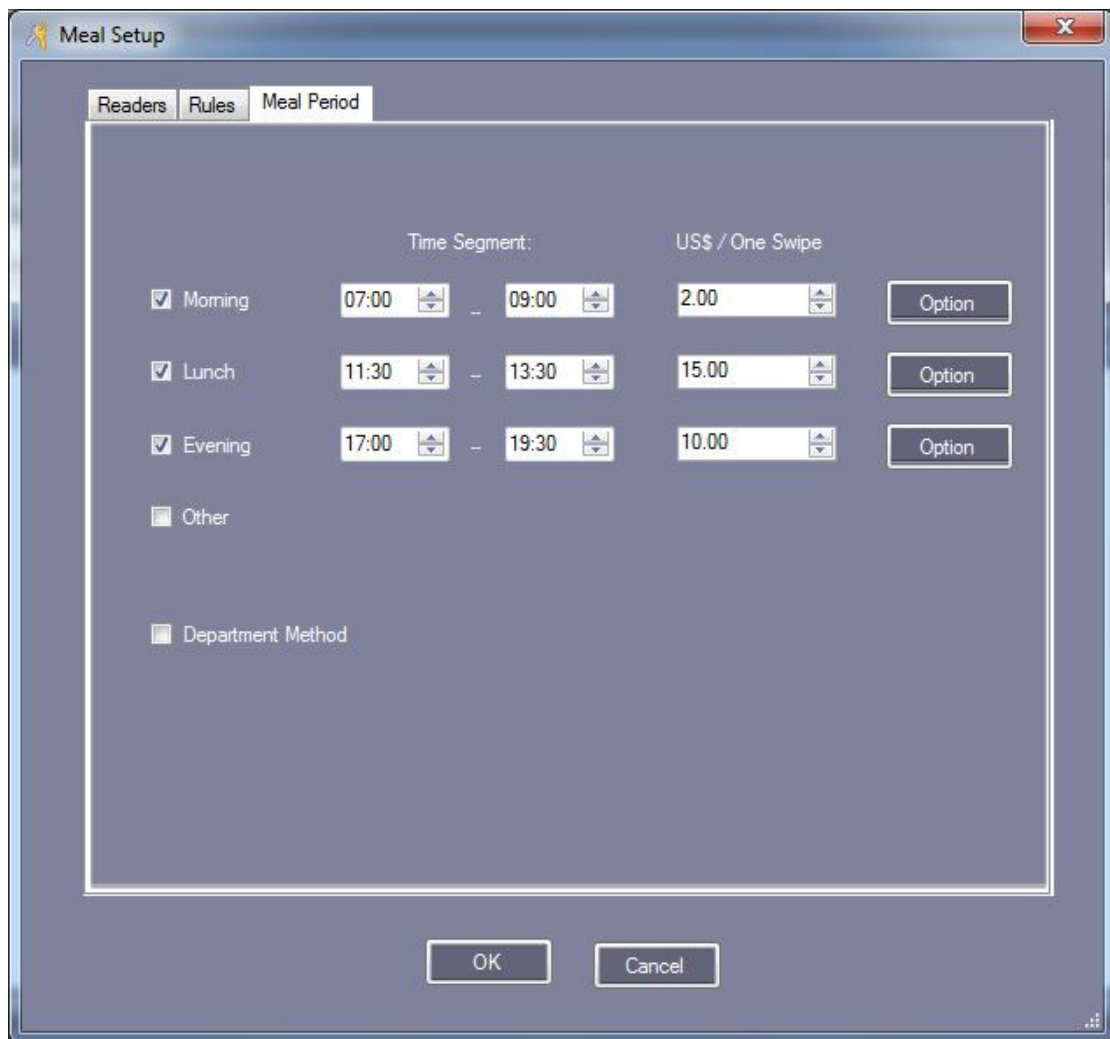 Meal Setup
Readers Rules Meal Period
Time Segment: US$ / One Swipe
Morning 07:00 -- 09:00 2.00 Option
Lunch 11:30 -- 13:30 15.00 Option
Evening 17:00 -- 19:30 10.00 Option
Other
Department Method
OK Cancel